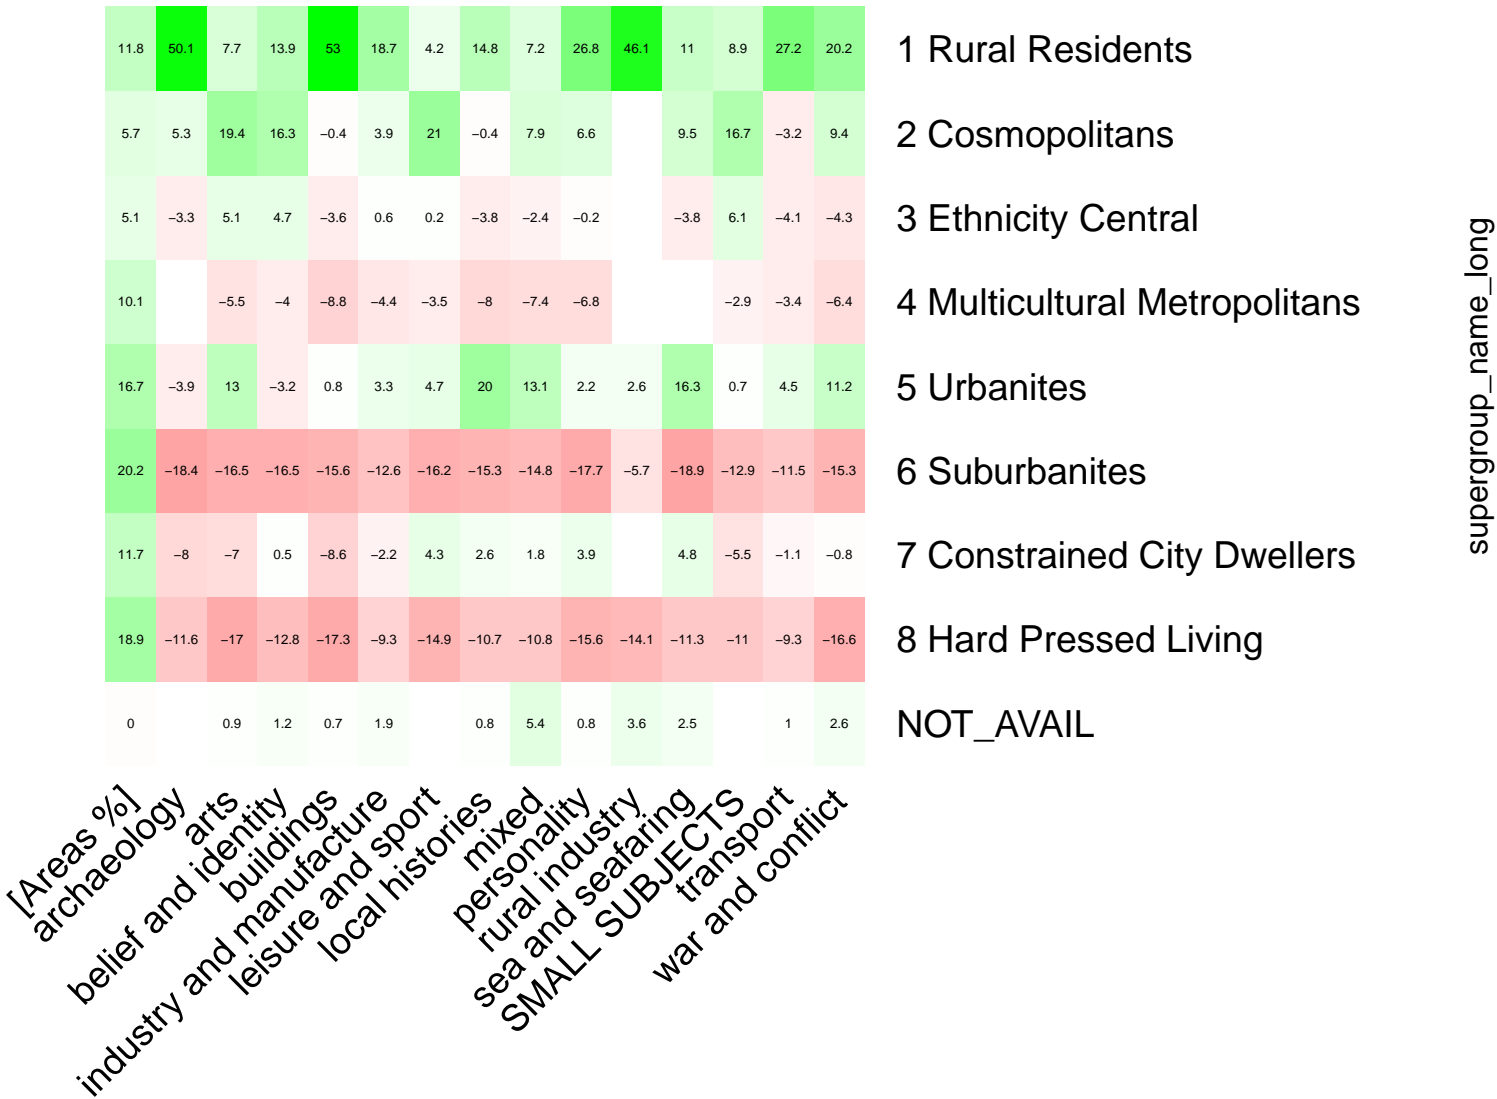 11.8 50.1 7.7 13.9 53 18.7 4.2 14.8 7.2 26.8 46.1 11 8.9 27.2 20.2 1 Rural Residents
5.7 5.3 19.4 16.3 −0.4 3.9 21 −0.4 7.9 6.6 9.5 16.7 −3.2 9.4 2 Cosmopolitans
5.1 −3.3 5.1 4.7 −3.6 0.6 0.2 −3.8 −2.4 −0.2 −3.8 6.1 −4.1 −4.3 3 Ethnicity Central
10.1 −5.5 −4 −8.8 −4.4 −3.5 −8 −7.4 −6.8 −2.9 −3.4 −6.4 4 Multicultural Metropolitans
16.7 −3.9 13 −3.2 0.8 3.3 4.7 20 13.1 2.2 2.6 16.3 0.7 4.5 11.2 5 Urbanites
20.2 −18.4 −16.5 −16.5 −15.6 −12.6 −16.2 −15.3 −14.8 −17.7 −5.7 −18.9 −12.9 −11.5 −15.3 6 Suburbanites
11.7 −8 −7 0.5 −8.6 −2.2 4.3 2.6 1.8 3.9 4.8 −5.5 −1.1 −0.8 7 Constrained City Dwellers
18.9 −11.6 −17 −12.8 −17.3 −9.3 −14.9 −10.7 −10.8 −15.6 −14.1 −11.3 −11 −9.3 −16.6 8 Hard Pressed Living
0 0.9 1.2 0.7 1.9 0.8 5.4 0.8 3.6 2.5 1 2.6 NOT_AVAIL
supergroup_name_long
[Areas %]
archaeology
arts
belief and identity
buildings
industry and manufacture
leisure and sport
local histories
mixed
personality
rural industry
sea and seafaring
SMALL SUBJECTS
transport
war and conflict